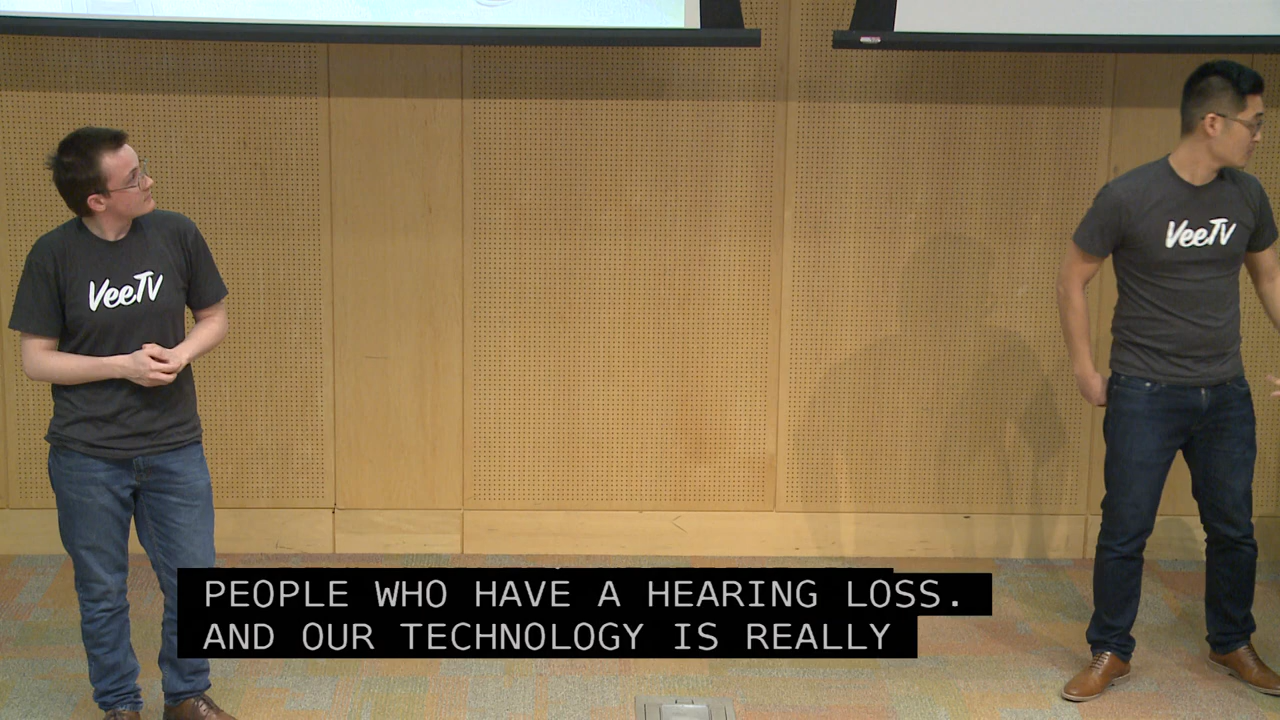 VeeTV
VeeTV
PEOPLE WHO HAVE A HEARING LOSS.
AND OUR TECHNOLOGY IS REALLY